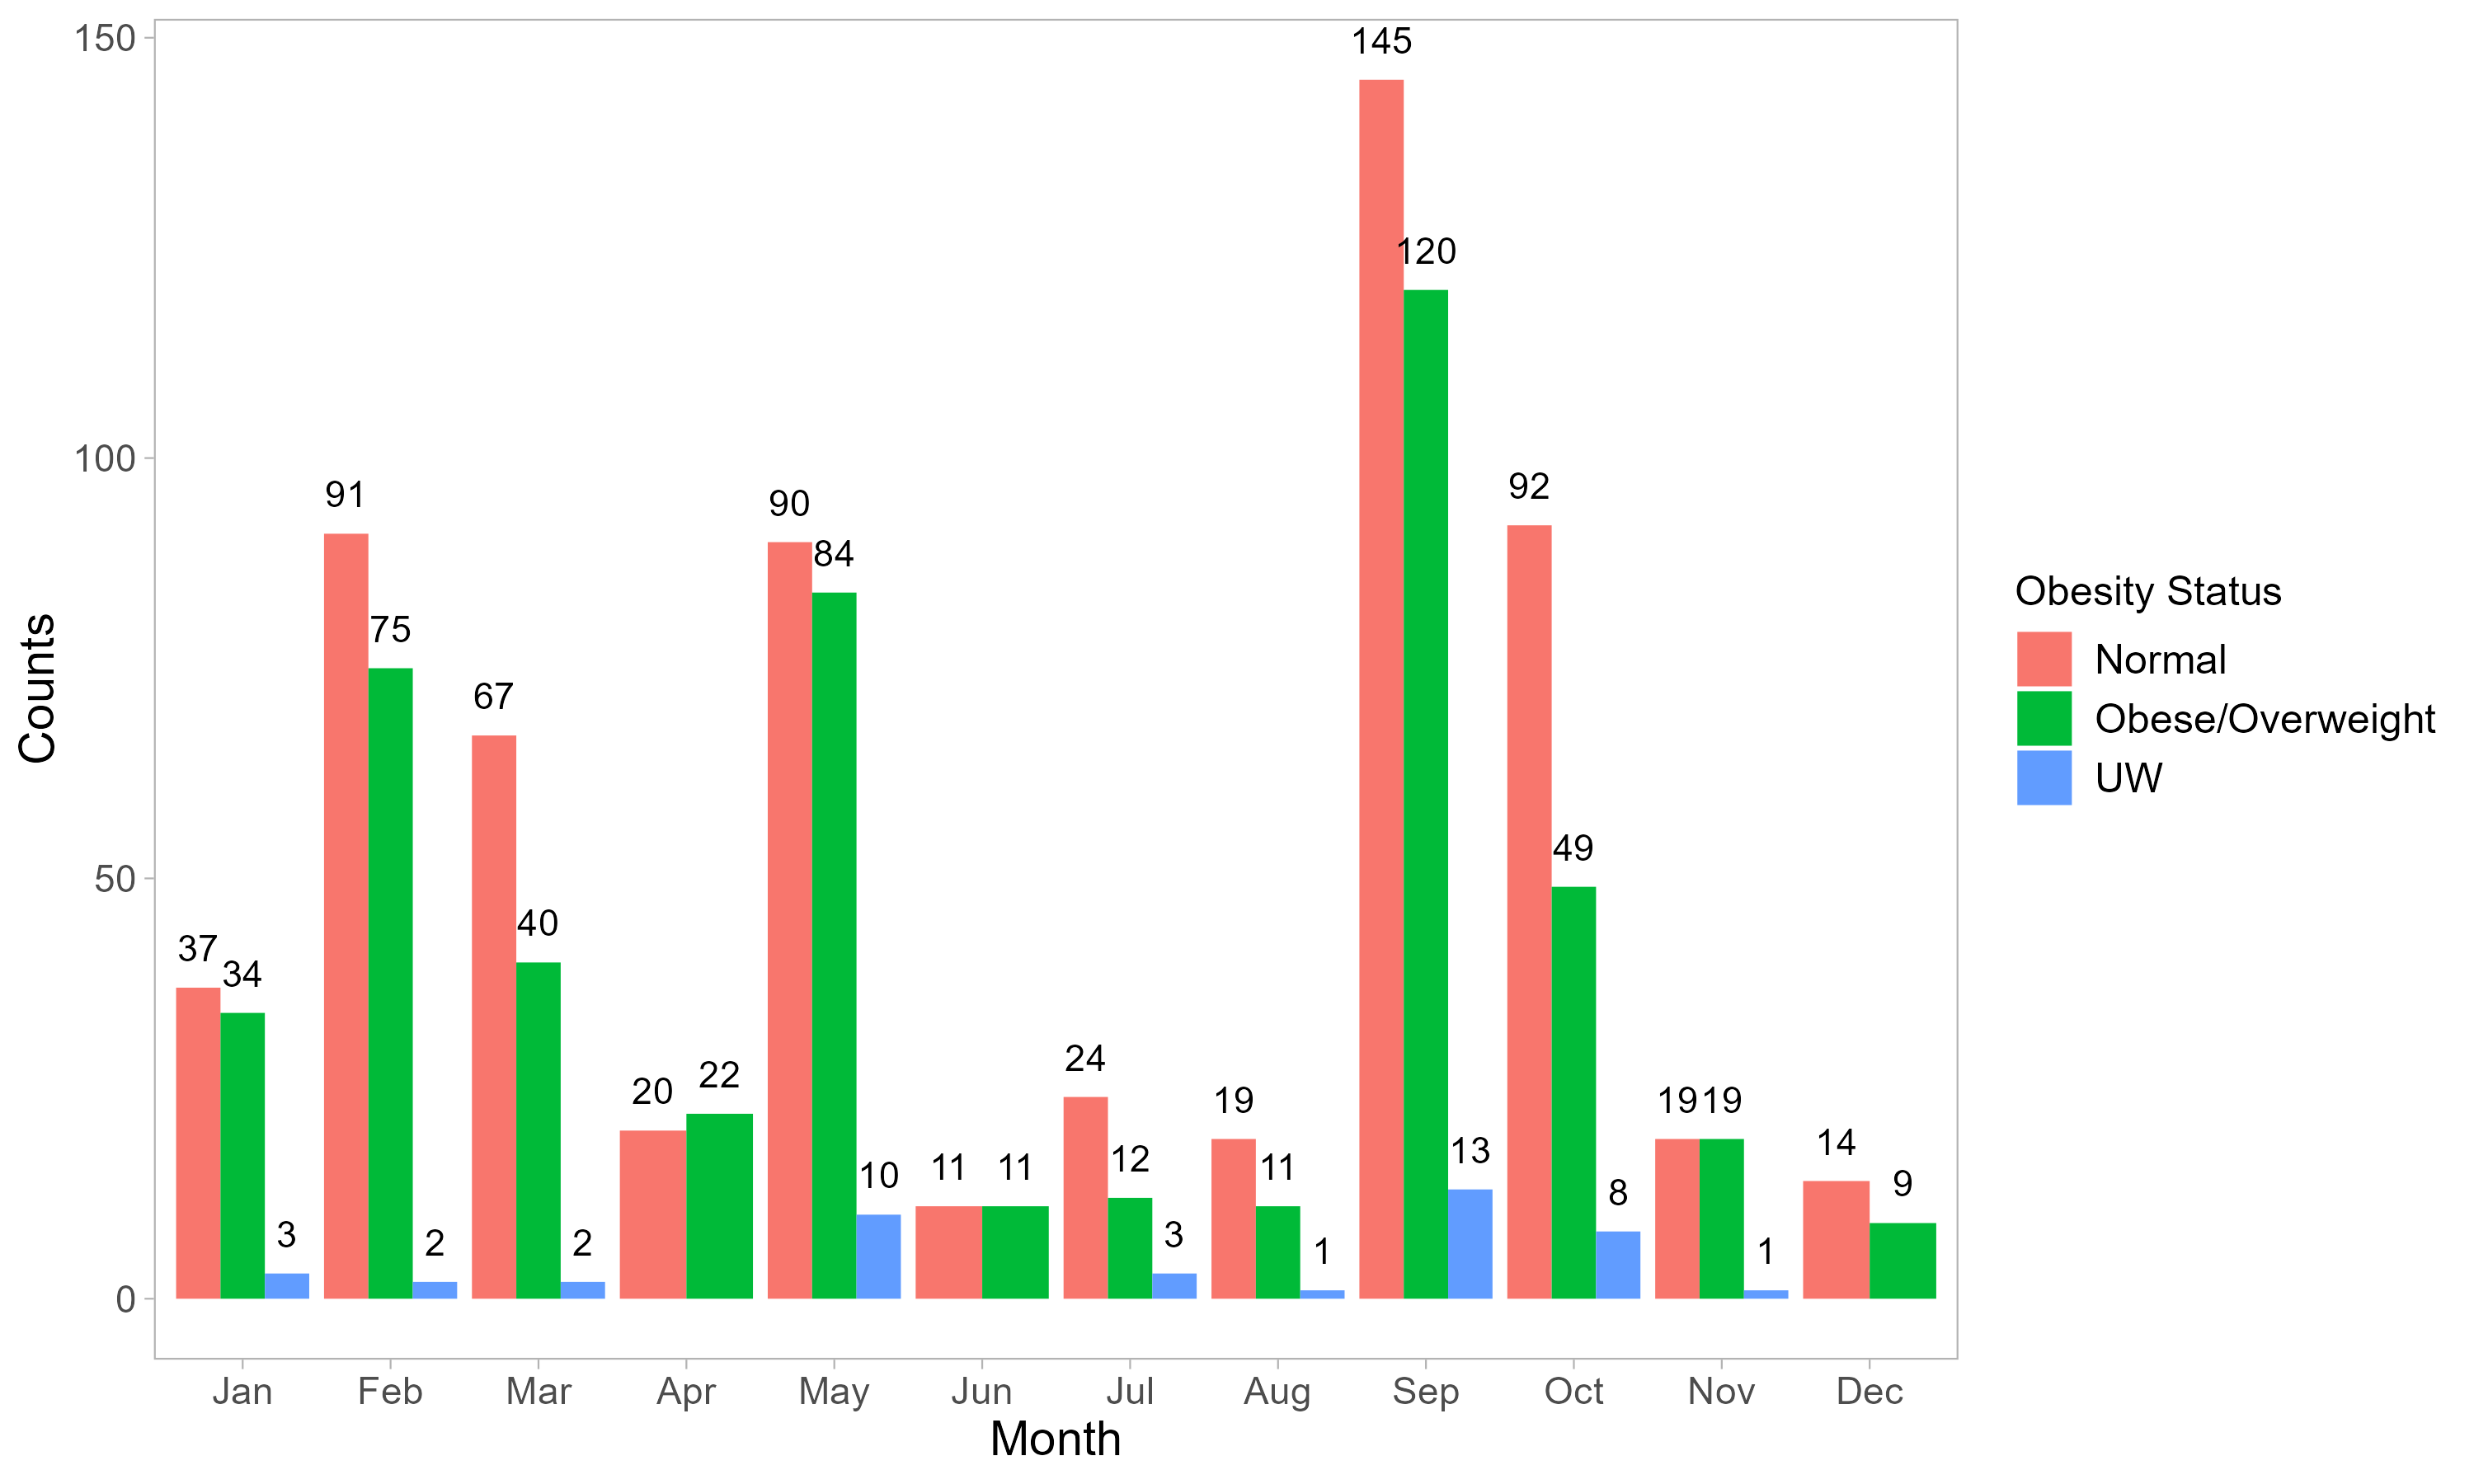 150
100
50
0
Counts
37 34 3
91 75 2
67 40 2
20 22
90 84 10
11 11
24 12 3
19 11 1
145 120 13
92 49 8
19 19 1
14 9
Jan Feb Mar Apr May Jun Jul Aug Sep Oct Nov Dec
Month
Obesity Status
Normal
Obese/Overweight
UW